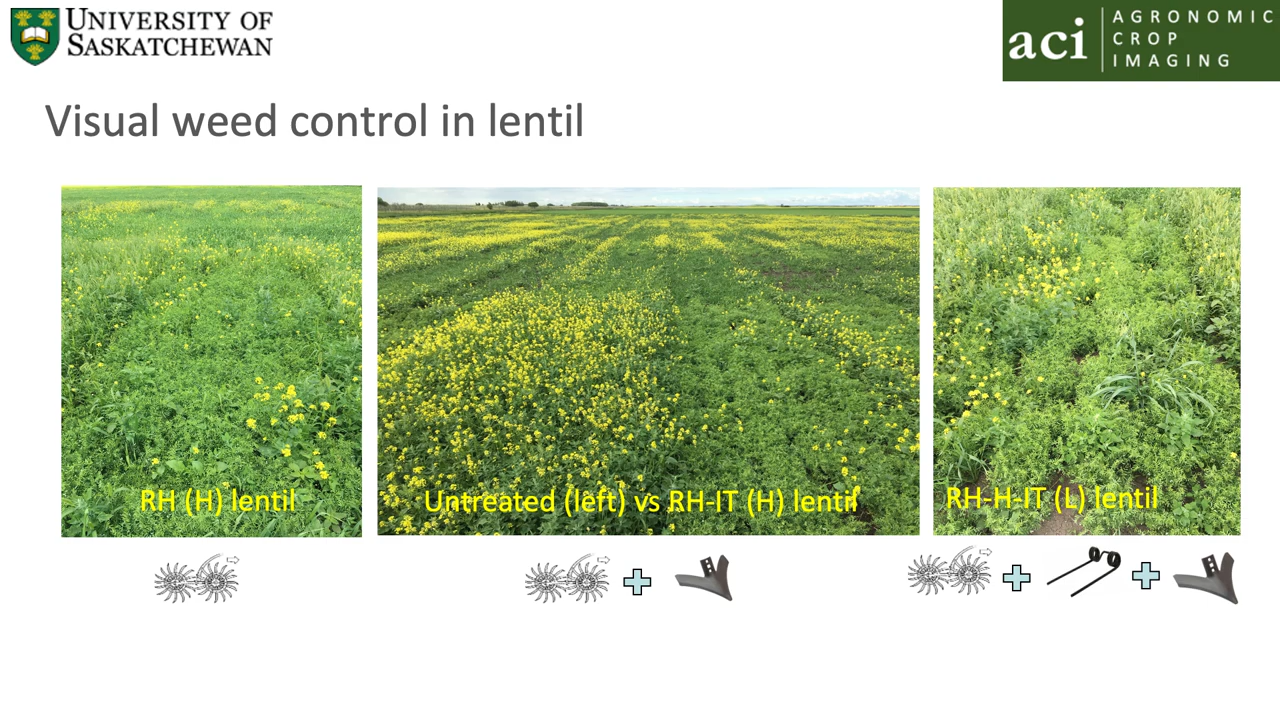 UNIVERSITY OF
SASKATCHEWAN
aci
AGRONOMIC
CROP
IMAGING
Visual weed control in lentil
RH (H) lentil
Untreated (left) vs RH-IT (H) lentil
RH-H-IT (L) lentil